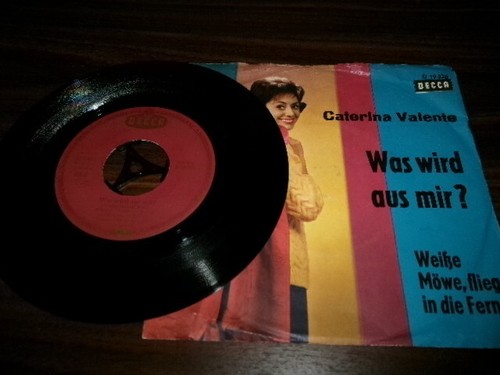 DECCA
DECCA
Caterina Valente
Was wird
aus mir?
Weiße
Möwe, flieg
in die Fern